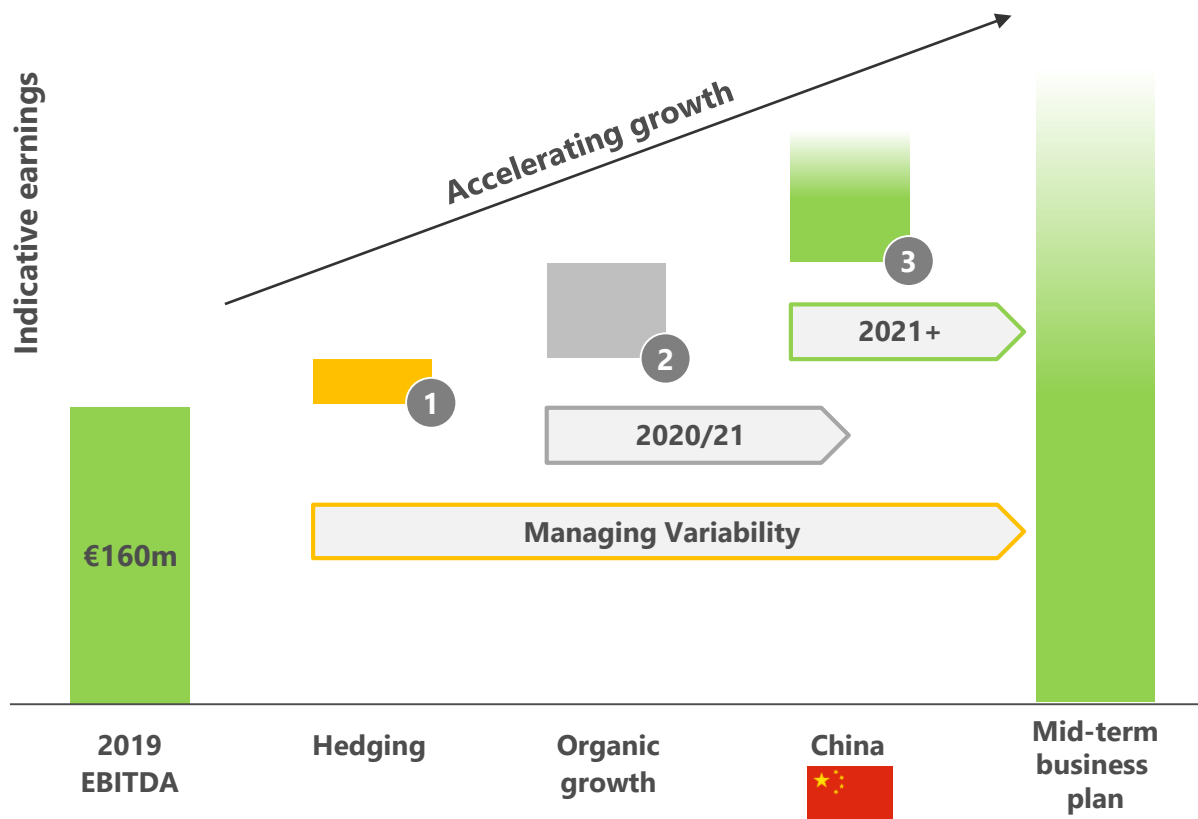 Indicative earnings
Accelerating growth
3
2021+
2
1
2020/21
Managing Variability
€160m
2019
EBITDA
Hedging
Organic
growth
China
Mid-term
business
plan